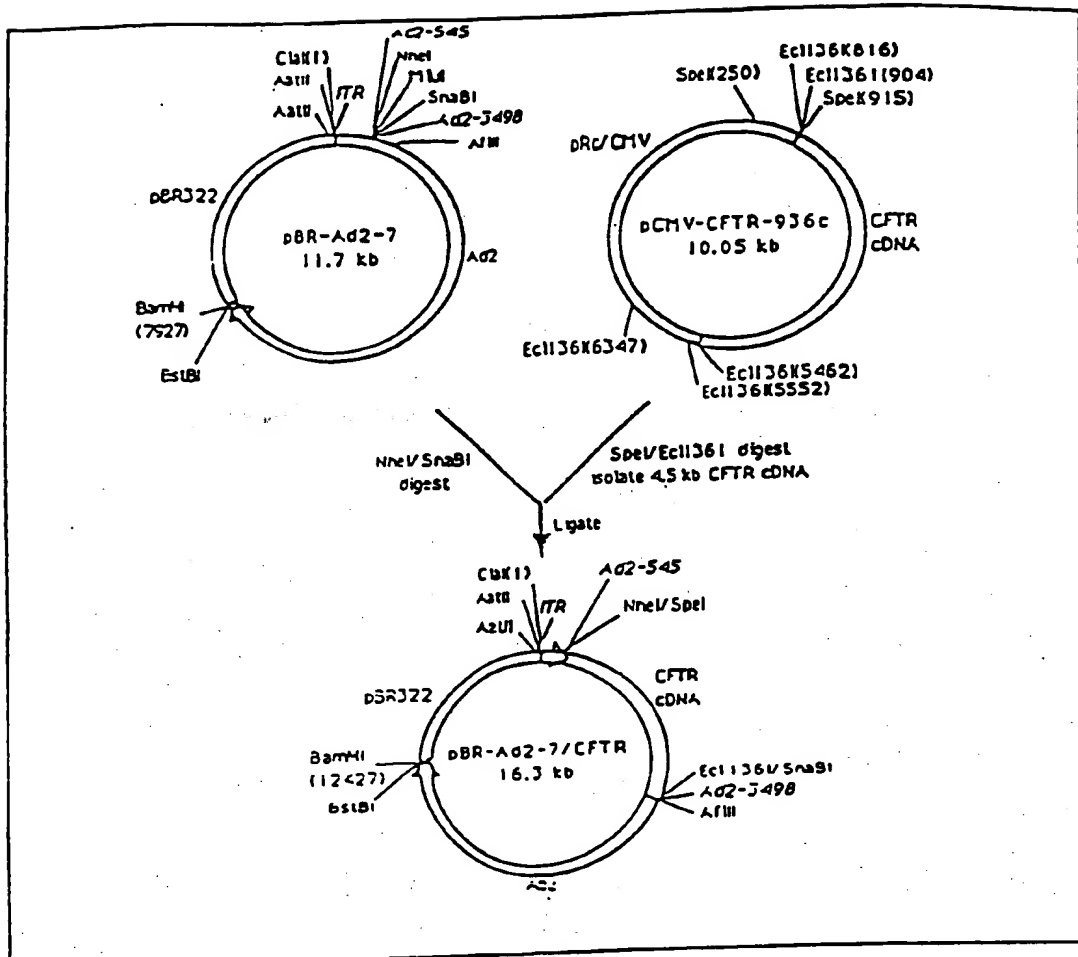 Ad2-545
ClaI(1)
NheI
AatII
ITR
MluI
SnaBI
AatII
Ad2-3498
AflII
pBR322
pBR-Ad2-7
11.7 kb
Ad2
BamHI
(7927)
BstBI
Ecl136I(816)
SpeI(250)
Ecl136I(904)
SpeI(915)
pRc/CMV
pCMV-CFTR-936c
10.05 kb
CFTR
cDNA
Ecl136I(6347)
Ecl136I(5462)
Ecl136I(5552)
NheI/SnaBI
digest
SpeI/Ecl136I digest
isolate 4.5 kb CFTR cDNA
Ligate
ClaI(1)
Ad2-545
AatII
ITR
NheI/SpeI
AatII
pBR322
CFTR
cDNA
pBR-Ad2-7/CFTR
16.3 kb
BamHI
(12427)
BstBI
Ecl136I/SnaBI
Ad2-3498
AflII
Ad2